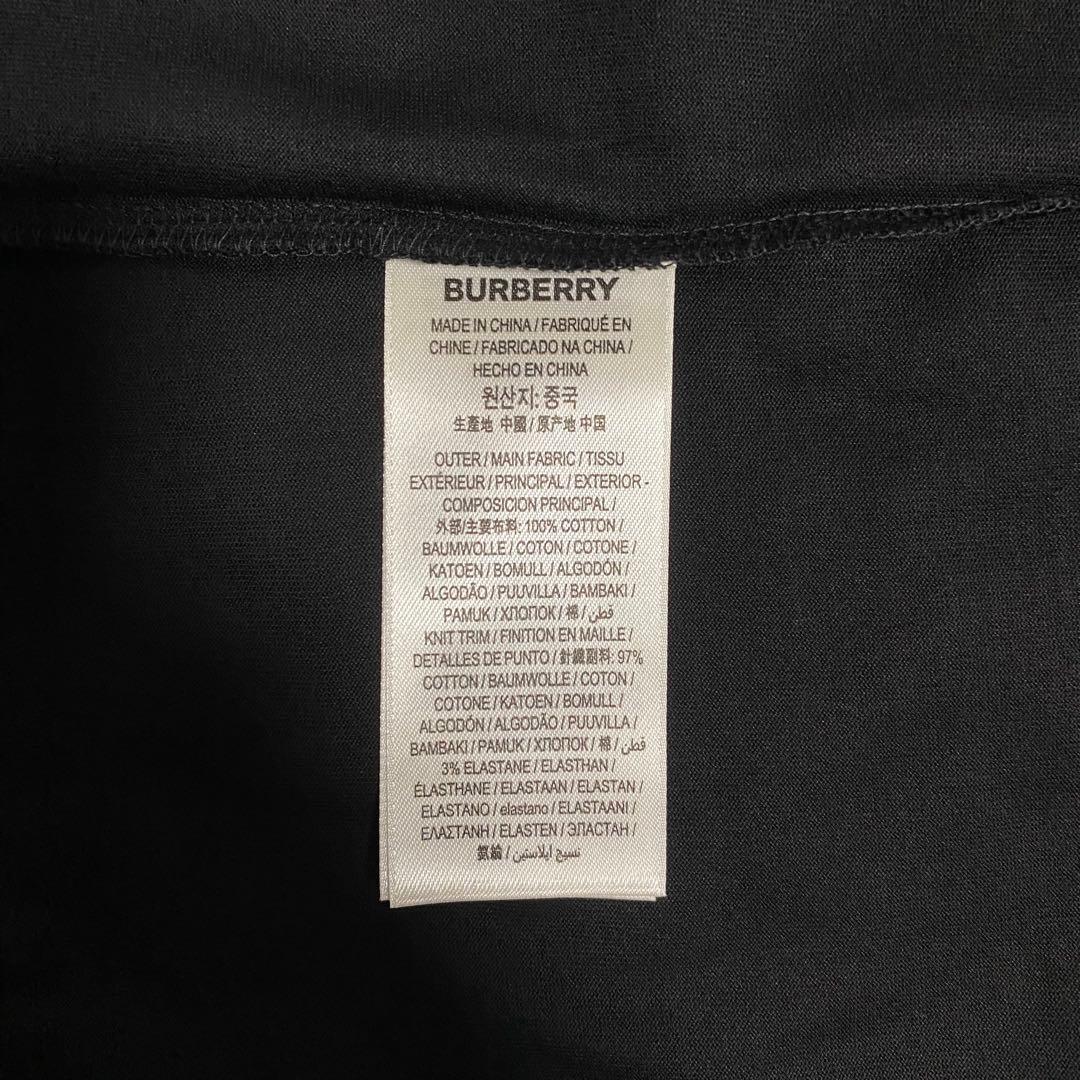 BURBERRY
MADE IN CHINA / FABRIQUÉ EN
CHINE / FABRICADO NA CHINA /
HECHO EN CHINA
원산지: 중국
生產地 中國 / 原产地 中国
OUTER / MAIN FABRIC / TISSU
EXTÉRIEUR / PRINCIPAL / EXTERIOR -
COMPOSICION PRINCIPAL /
外部/主要布料: 100% COTTON /
BAUMWOLLE / COTON / COTONE /
KATOEN / BOMULL / ALGODÓN /
ALGODÃO / PUUVILLA / BAMBAKI /
PAMUK / ХЛОПОК / 棉 / قطن
KNIT TRIM / FINITION EN MAILLE /
DETALLES DE PUNTO / 針織副料: 97%
COTTON / BAUMWOLLE / COTON /
COTONE / KATOEN / BOMULL /
ALGODÓN / ALGODÃO / PUUVILLA /
BAMBAKI / PAMUK / ХЛОПОК / 棉 / قطن
3% ELASTANE / ELASTHAN /
ÉLASTHANE / ELASTAAN / ELASTAN /
ELASTANO / elastano / ELASTAANI /
ΕΛΑΣΤΑΝΗ / ELASTEN / ЭЛАСТАН /
氨綸 / نسيج ايلاستين